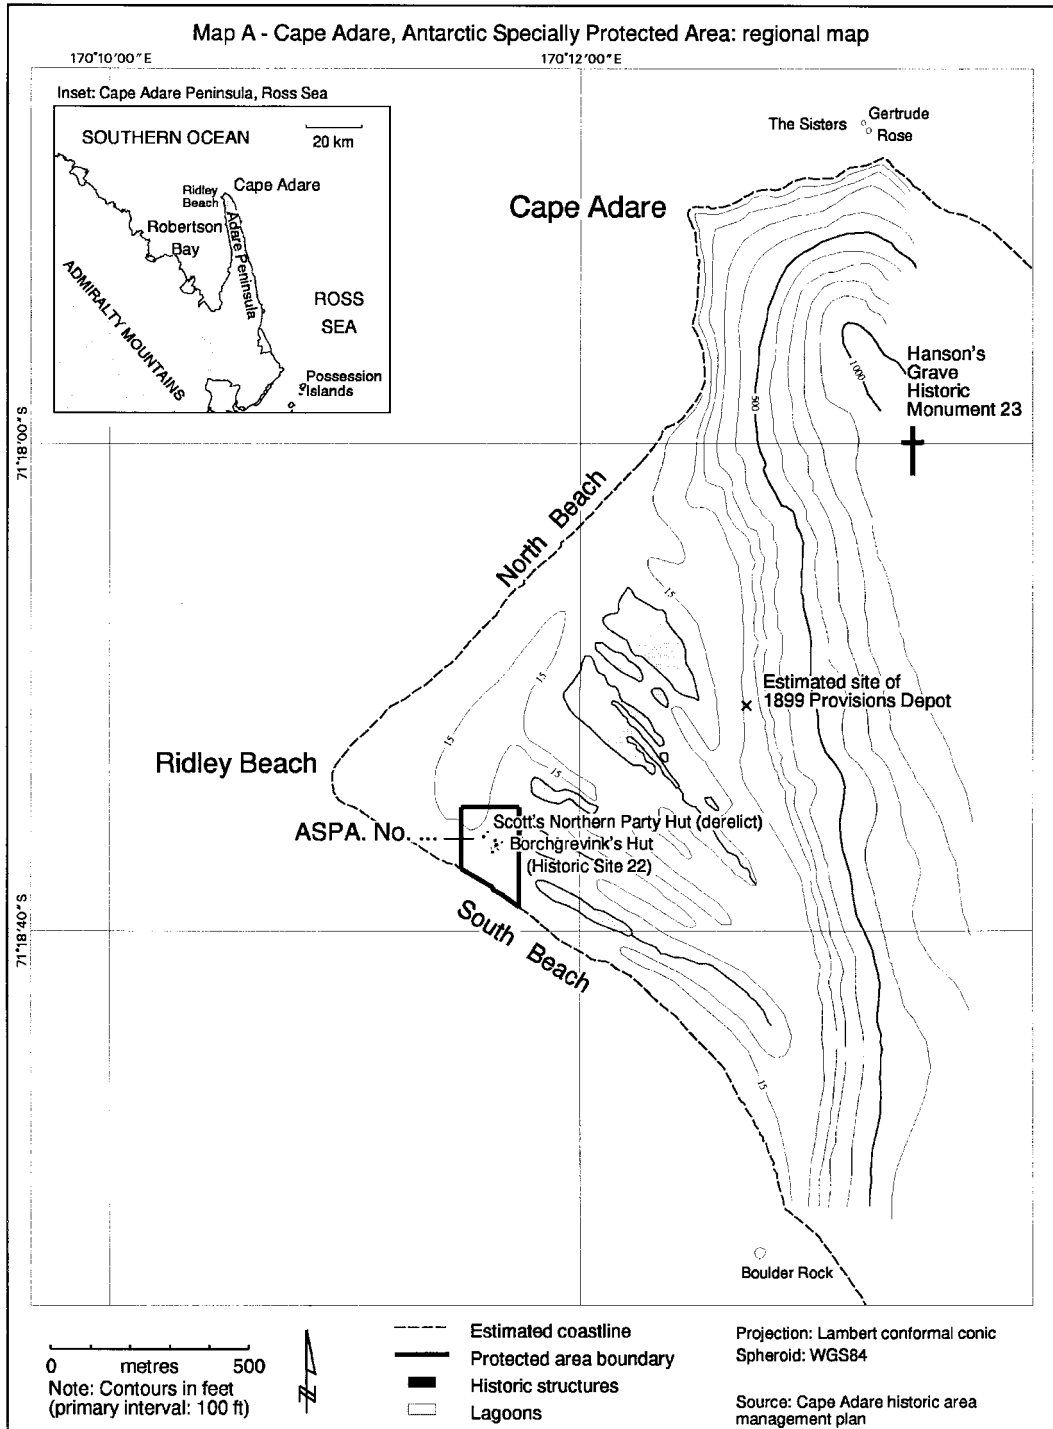 Map A - Cape Adare, Antarctic Specially Protected Area: regional map
170°10'00"E
170°12'00"E
Inset: Cape Adare Peninsula, Ross Sea
SOUTHERN OCEAN
20 km
Ridley
Beach
Cape Adare
Robertson
Bay
Adare Peninsula
ADMIRALTY MOUNTAINS
ROSS
SEA
Possession
Islands
The Sisters
Gertrude
Rose
Cape Adare
Hanson's
Grave
Historic
Monument 23
1000
500
71°18'00"S
North Beach
15
15
15
15
Estimated site of
1899 Provisions Depot
Ridley Beach
ASPA. No. ...
Scott's Northern Party Hut (derelict)
Borchgrevink's Hut
(Historic Site 22)
71°18'40"S
South Beach
15
Boulder Rock
0 metres 500
Note: Contours in feet
(primary interval: 100 ft)
N
Estimated coastline
Protected area boundary
Historic structures
Lagoons
Projection: Lambert conformal conic
Spheroid: WGS84
Source: Cape Adare historic area
management plan